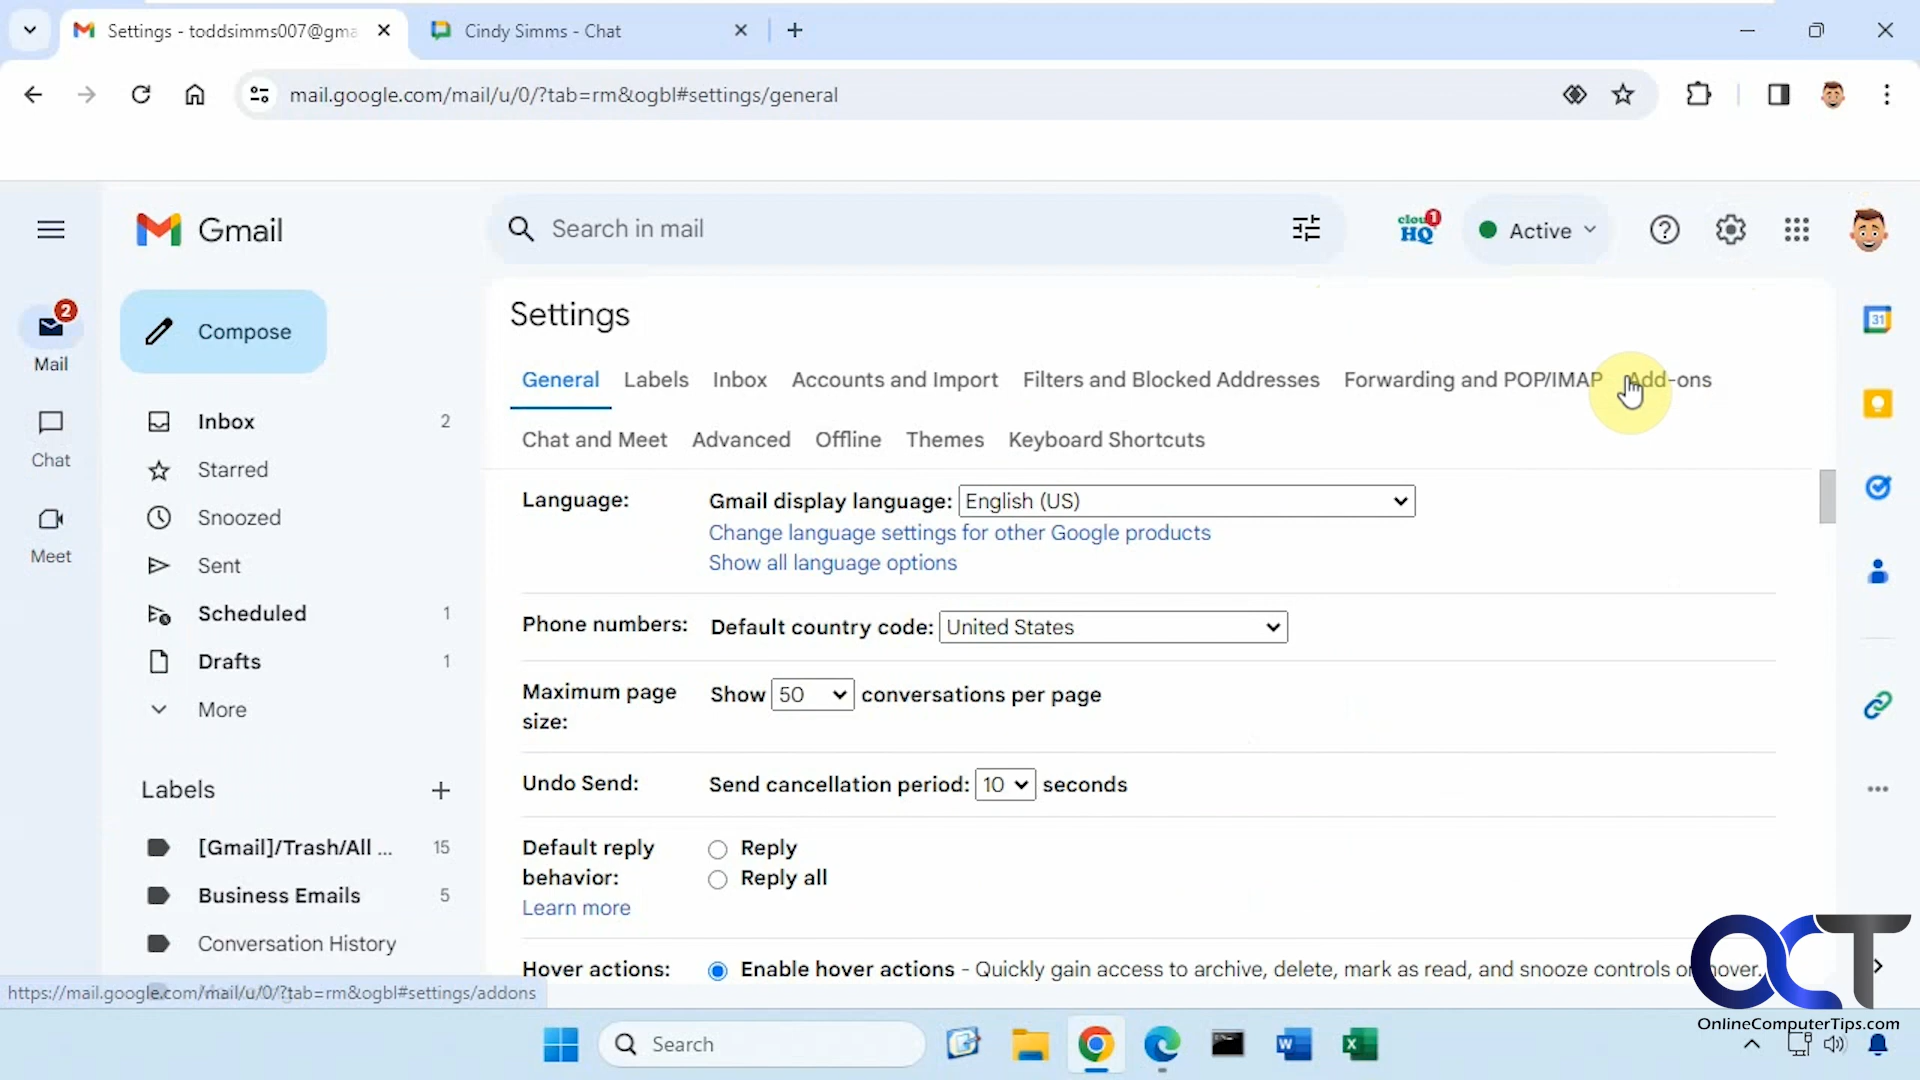 Settings - toddsimms007@gma
Cindy Simms - Chat
mail.google.com/mail/u/0/?tab=rm&ogbl#settings/general
Gmail
Search in mail
cloud HQ 1
Active
2
Mail
Chat
Meet
Compose
Inbox 2
Starred
Snoozed
Sent
Scheduled 1
Drafts 1
More
Labels
[Gmail]/Trash/All ... 15
Business Emails 5
Conversation History
Settings
General Labels Inbox Accounts and Import Filters and Blocked Addresses Forwarding and POP/IMAP Add-ons
Chat and Meet Advanced Offline Themes Keyboard Shortcuts
Language: Gmail display language: English (US)
Change language settings for other Google products
Show all language options
Phone numbers: Default country code: United States
Maximum page size: Show 50 conversations per page
Undo Send: Send cancellation period: 10 seconds
Default reply behavior:
Reply
Reply all
Learn more
Hover actions: Enable hover actions - Quickly gain access to archive, delete, mark as read, and snooze controls on hover.
31
https://mail.google.com/mail/u/0/?tab=rm&ogbl#settings/addons
OCT
OnlineComputerTips.com
Search